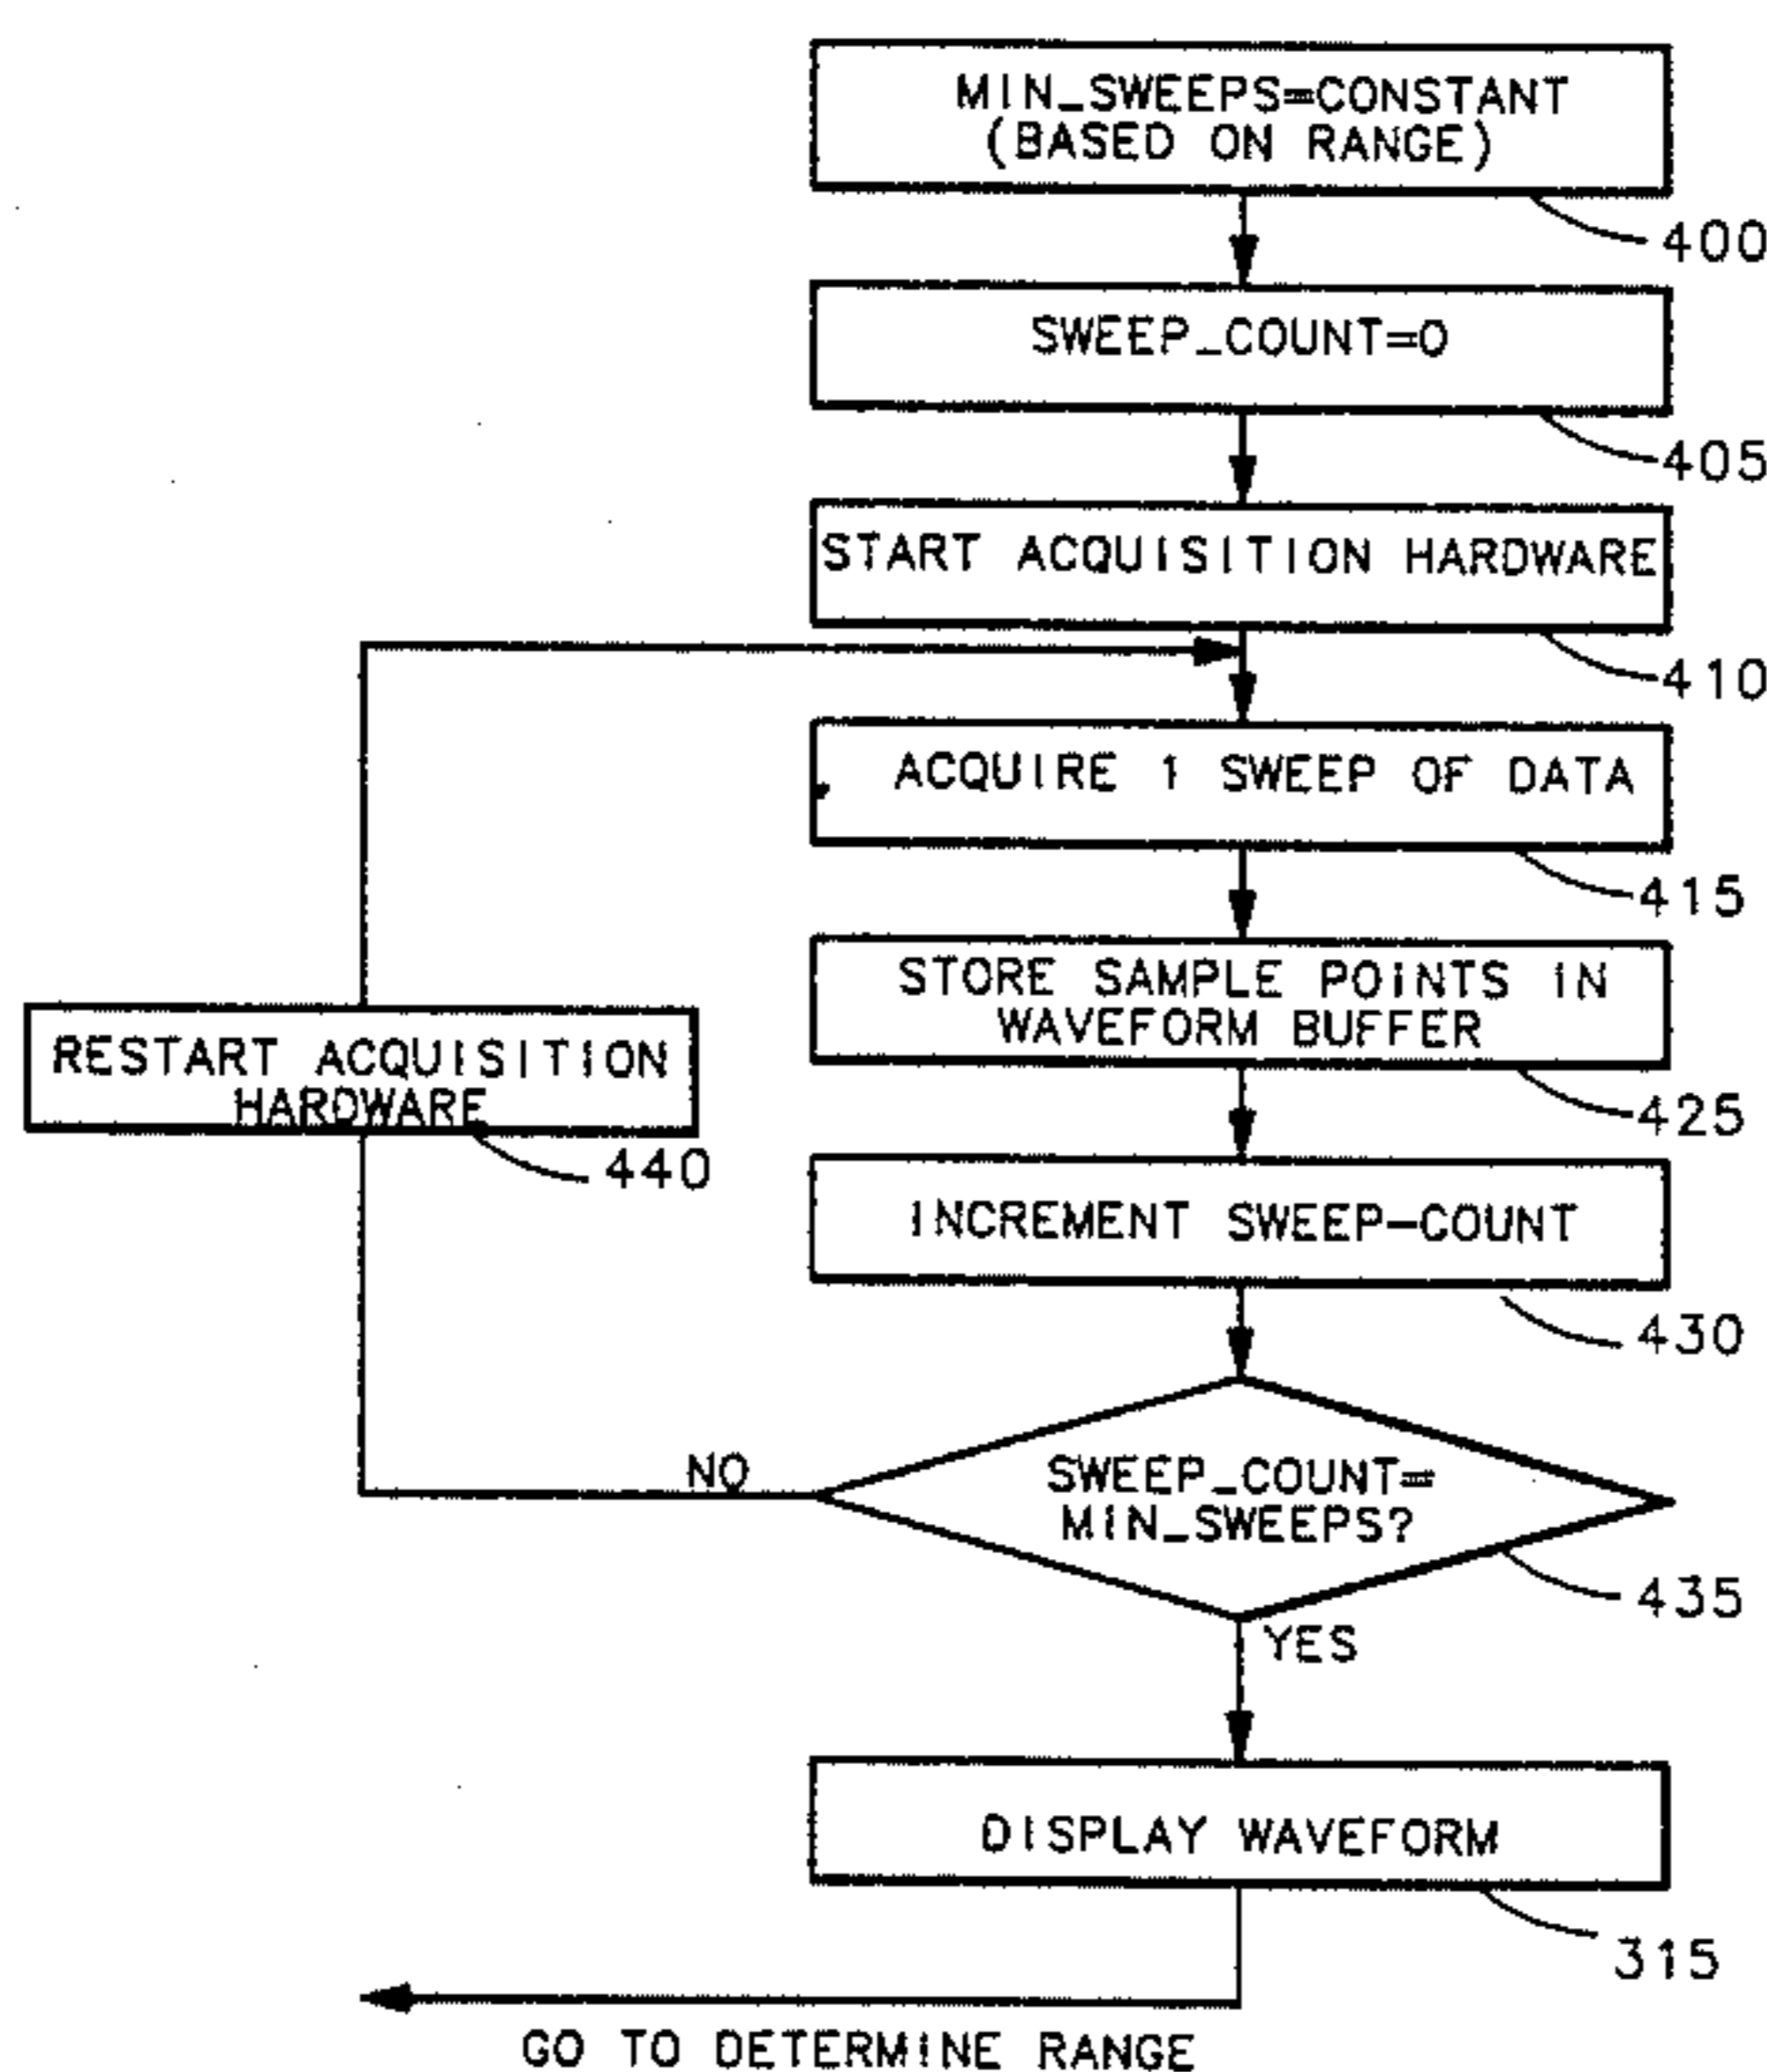 MIN_SWEEPS=CONSTANT
(BASED ON RANGE)
400
SWEEP_COUNT=0
405
START ACQUISITION HARDWARE
410
ACQUIRE 1 SWEEP OF DATA
415
STORE SAMPLE POINTS IN
WAVEFORM BUFFER
425
RESTART ACQUISITION
HARDWARE
440
INCREMENT SWEEP-COUNT
430
NO
SWEEP_COUNT=
MIN_SWEEPS?
435
YES
DISPLAY WAVEFORM
315
GO TO DETERMINE RANGE